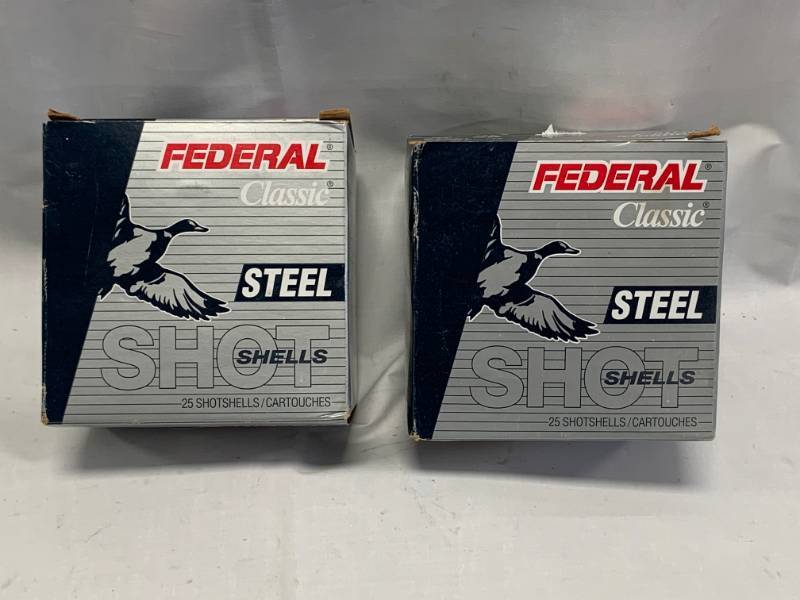 FEDERAL®
Classic®
STEEL
SHOT
SHELLS
25 SHOTSHELLS/CARTOUCHES
FEDERAL®
Classic®
STEEL
SHOT
SHELLS
25 SHOTSHELLS/CARTOUCHES